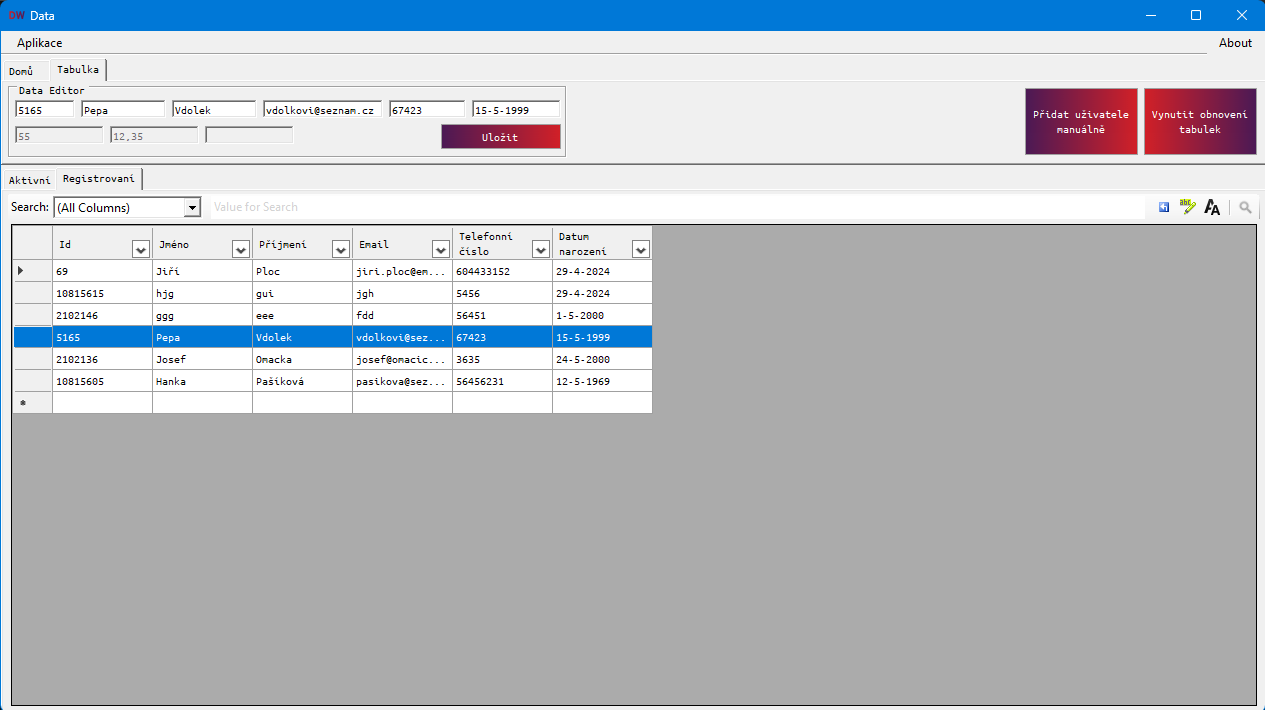 DW Data
Aplikace About
Domů Tabulka
Data Editor
5165 Pepa Vdolek vdolkovi@seznam.cz 67423 15-5-1999
55 12,35 Uložit
Přidat uživatele
manuálně
Vynutit obnovení
tabulek
Aktivní Registrovaní
Search: (All Columns) Value for Search abc A A
Id Jméno Příjmení Email Telefonní číslo Datum narození
69 Jiří Ploc jiri.ploc@em... 604433152 29-4-2024
10815615 hjg gui jgh 5456 29-4-2024
2102146 ggg eee fdd 56451 1-5-2000
5165 Pepa Vdolek vdolkovi@sez... 67423 15-5-1999
2102136 Josef Omacka josef@omacic... 3635 24-5-2000
10815605 Hanka Pašíková pasikova@sez... 56456231 12-5-1969
*